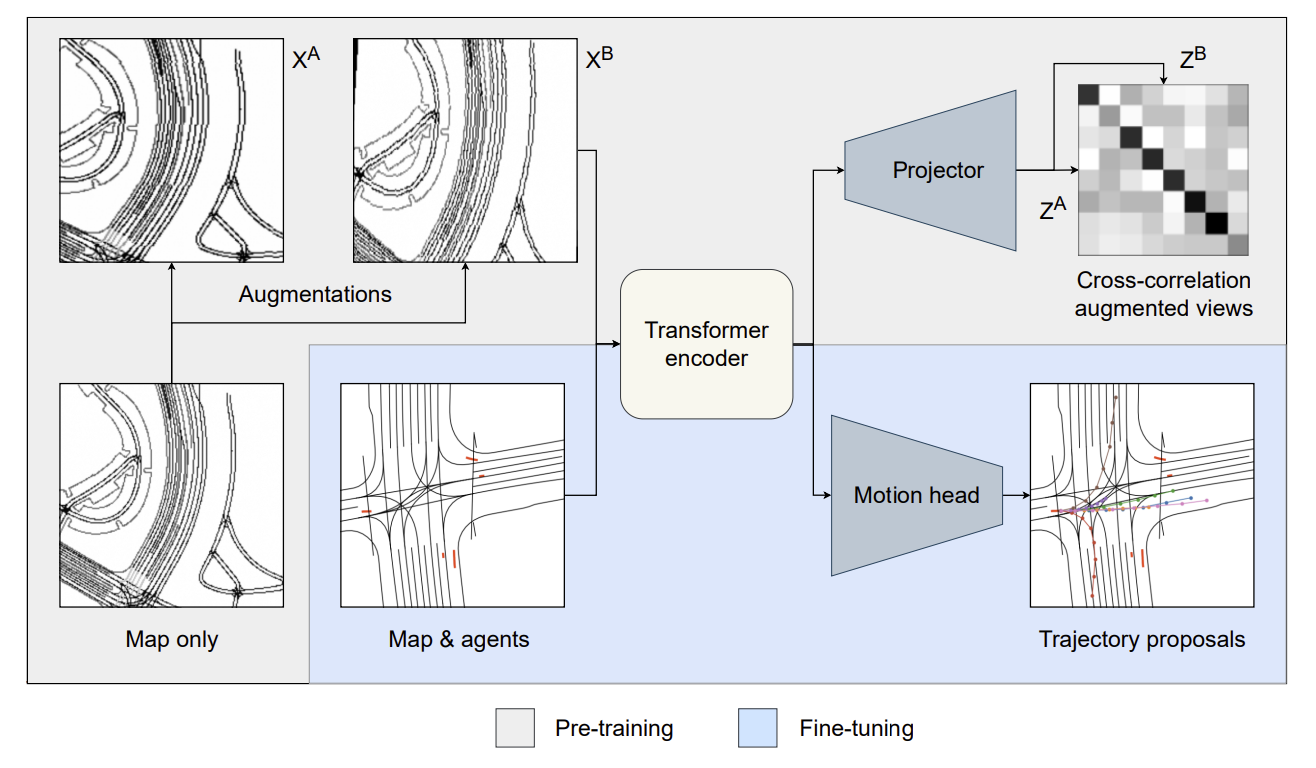 X^A
X^B
Z^B
Projector
Z^A
Cross-correlation
augmented views
Augmentations
Transformer
encoder
Motion head
Map only
Map & agents
Trajectory proposals
Pre-training
Fine-tuning